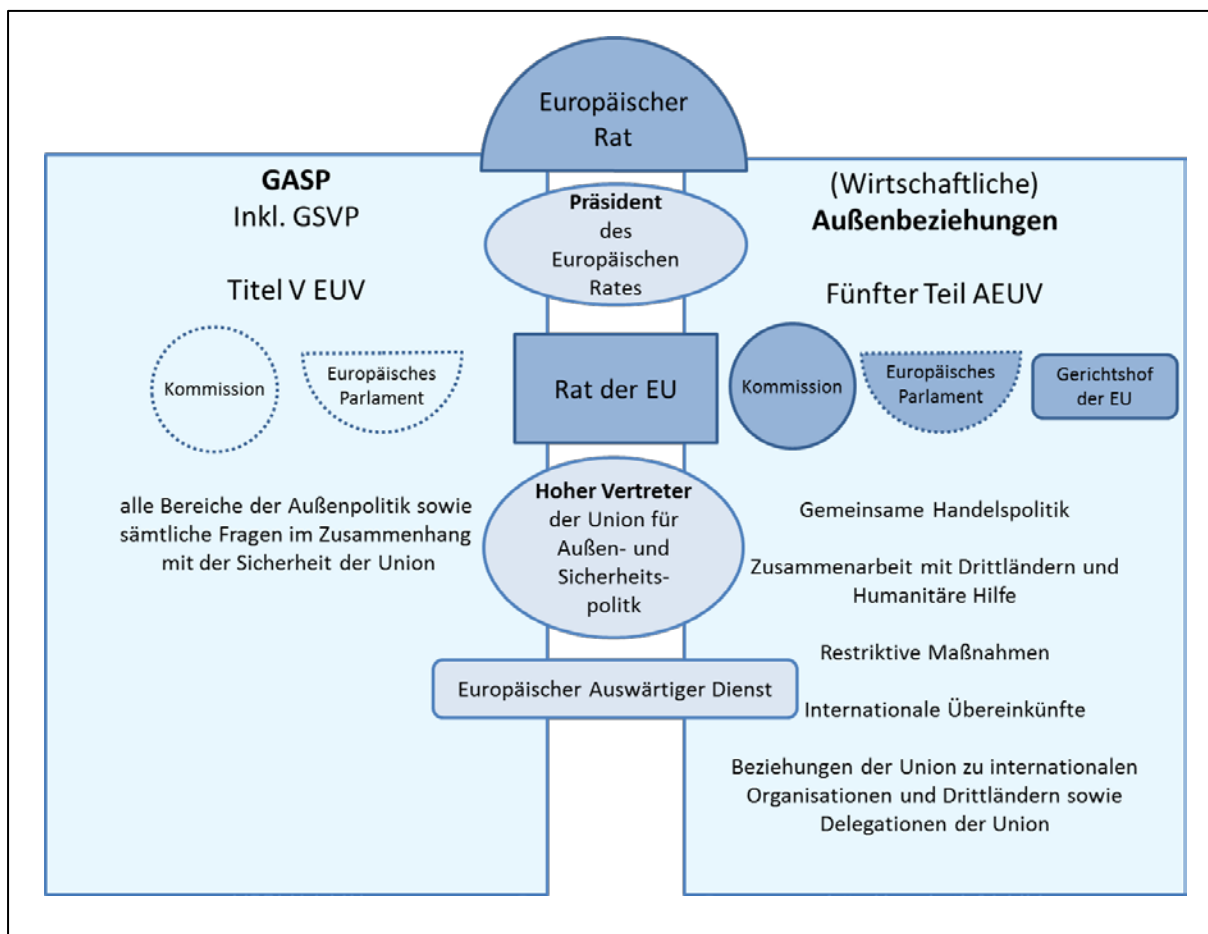 Europäischer
Rat
GASP
Inkl. GSVP
Titel V EUV
Kommission
Europäisches
Parlament
alle Bereiche der Außenpolitik sowie
sämtliche Fragen im Zusammenhang
mit der Sicherheit der Union
Präsident
des
Europäischen
Rates
Rat der EU
Hoher Vertreter
der Union für
Außen- und
Sicherheits-
politk
Europäischer Auswärtiger Dienst
(Wirtschaftliche)
Außenbeziehungen
Fünfter Teil AEUV
Kommission
Europäisches
Parlament
Gerichtshof
der EU
Gemeinsame Handelspolitik
Zusammenarbeit mit Drittländern und
Humanitäre Hilfe
Restriktive Maßnahmen
Internationale Übereinkünfte
Beziehungen der Union zu internationalen
Organisationen und Drittländern sowie
Delegationen der Union